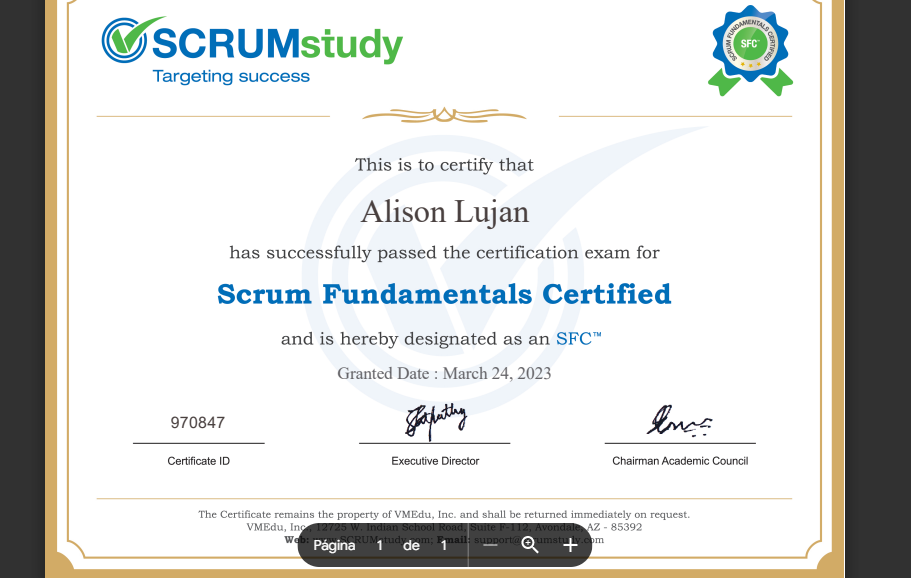 SCRUMstudy
Targeting success
SCRUM FUNDAMENTALS CERTIFIED
SFC™
This is to certify that
Alison Lujan
has successfully passed the certification exam for
Scrum Fundamentals Certified
and is hereby designated as an SFC™
Granted Date : March 24, 2023
970847
Certificate ID
Executive Director
Chairman Academic Council
The Certificate remains the property of VMEdu, Inc. and shall be returned immediately on request.
VMEdu, Inc., 12725 W. Indian School Road, Suite F-112, Avondale, AZ - 85392
Web: www.SCRUMstudy.com; Email: support@scrumstudy.com
Página 1 de 1